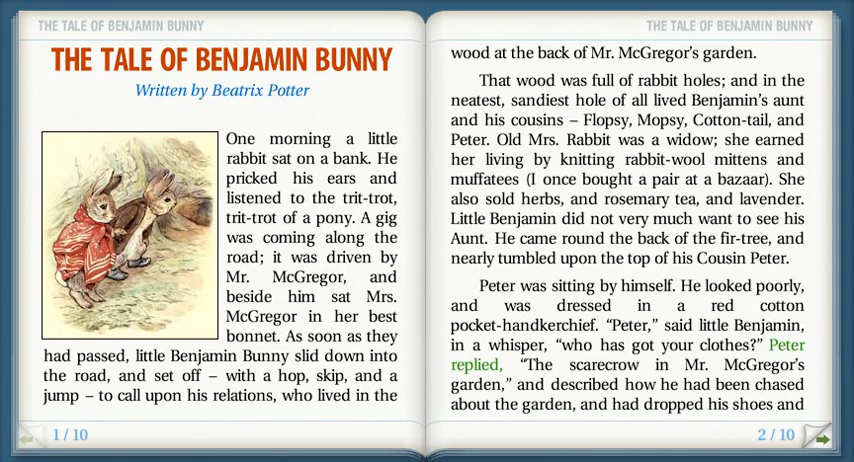 THE TALE OF BENJAMIN BUNNY
THE TALE OF BENJAMIN BUNNY
Written by Beatrix Potter
One morning a little
rabbit sat on a bank. He
pricked his ears and
listened to the trit-trot,
trit-trot of a pony. A gig
was coming along the
road; it was driven by
Mr. McGregor, and
beside him sat Mrs.
McGregor in her best
bonnet. As soon as they
had passed, little Benjamin Bunny slid down into
the road, and set off – with a hop, skip, and a
jump – to call upon his relations, who lived in the
1 / 10
THE TALE OF BENJAMIN BUNNY
wood at the back of Mr. McGregor’s garden.
That wood was full of rabbit holes; and in the
neatest, sandiest hole of all lived Benjamin’s aunt
and his cousins – Flopsy, Mopsy, Cotton-tail, and
Peter. Old Mrs. Rabbit was a widow; she earned
her living by knitting rabbit-wool mittens and
muffatees (I once bought a pair at a bazaar). She
also sold herbs, and rosemary tea, and lavender.
Little Benjamin did not very much want to see his
Aunt. He came round the back of the fir-tree, and
nearly tumbled upon the top of his Cousin Peter.
Peter was sitting by himself. He looked poorly,
and was dressed in a red cotton
pocket-handkerchief. “Peter,” said little Benjamin,
in a whisper, “who has got your clothes?” Peter
replied, “The scarecrow in Mr. McGregor’s
garden,” and described how he had been chased
about the garden, and had dropped his shoes and
2 / 10